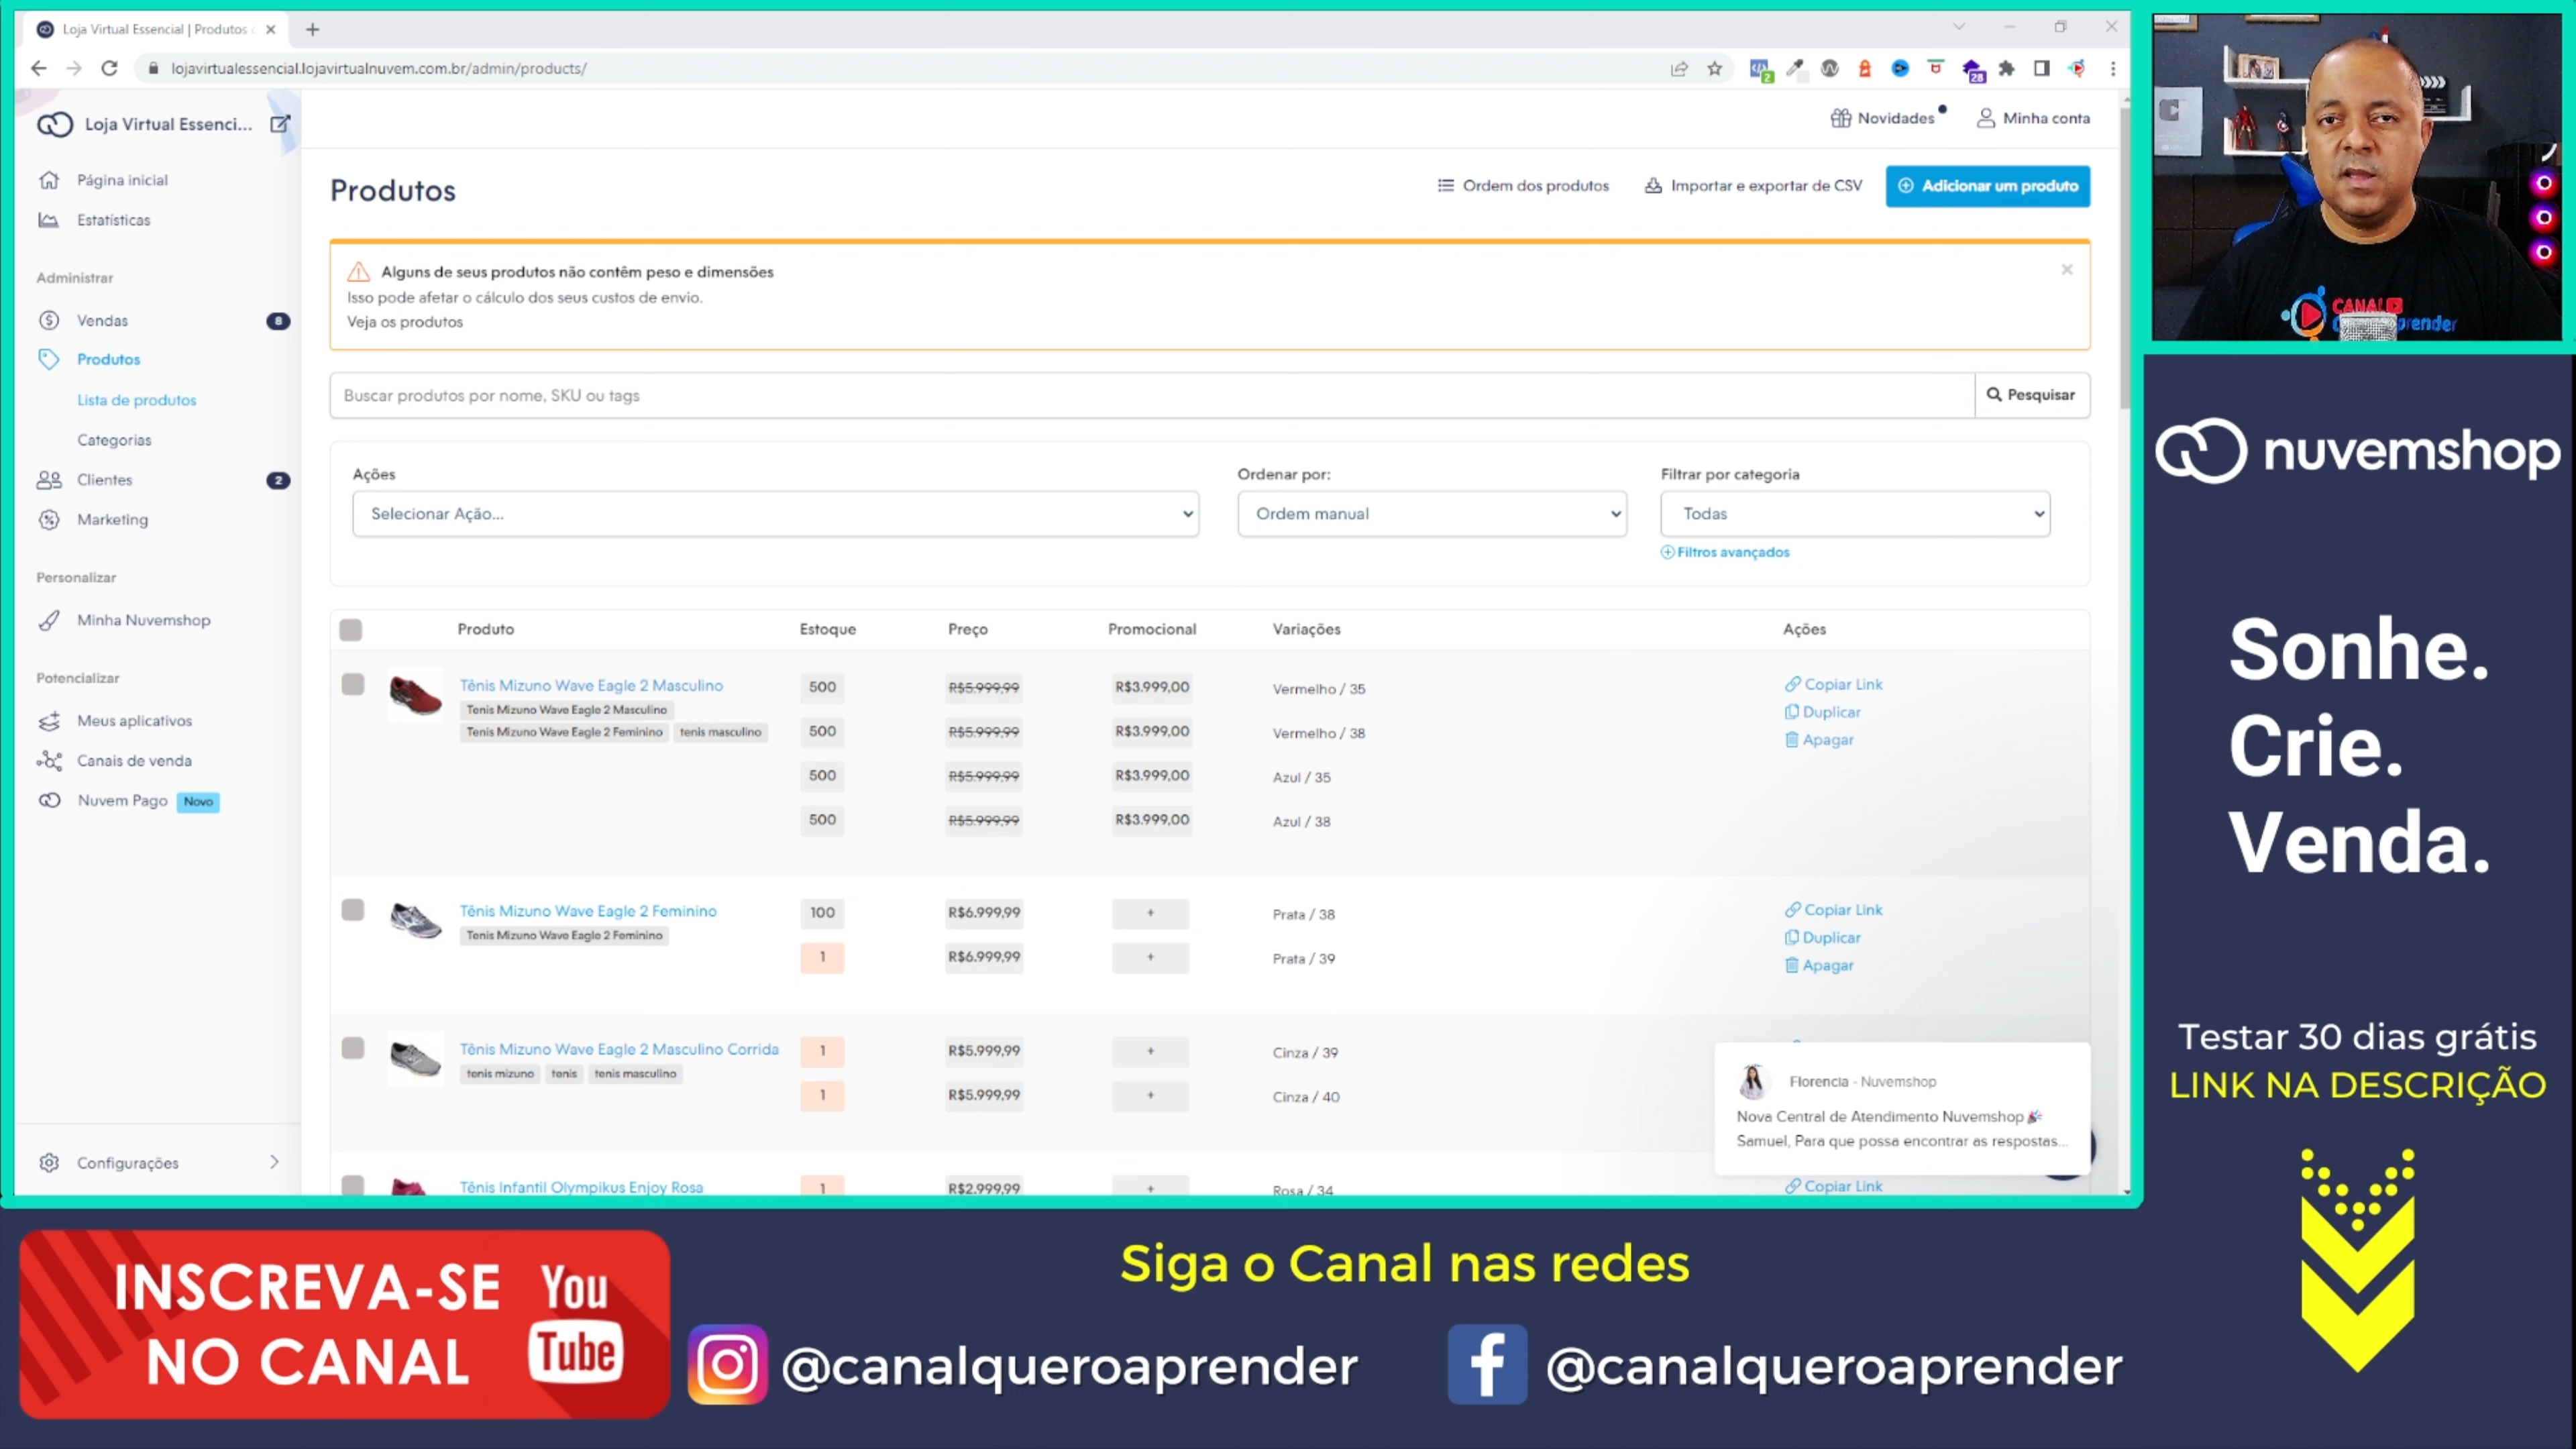 Loja Virtual Essencial | Produtos
lojavirtualessencial.lojavirtualnuvem.com.br/admin/products/
2
28
Loja Virtual Essenci...
Novidades
Minha conta
Página inicial
Estatísticas
Administrar
Vendas 8
Produtos
Lista de produtos
Categorias
Clientes 2
Marketing
Personalizar
Minha Nuvemshop
Potencializar
Meus aplicativos
Canais de venda
Nuvem Pago Novo
Configurações
Produtos
Ordem dos produtos
Importar e exportar de CSV
Adicionar um produto
Alguns de seus produtos não contêm peso e dimensões
Isso pode afetar o cálculo dos seus custos de envio.
Veja os produtos
Buscar produtos por nome, SKU ou tags
Pesquisar
Ações
Ordenar por:
Filtrar por categoria
Selecionar Ação...
Ordem manual
Todas
Filtros avançados
Produto Estoque Preço Promocional Variações Ações
Tênis Mizuno Wave Eagle 2 Masculino
Tenis Mizuno Wave Eagle 2 Masculino
Tenis Mizuno Wave Eagle 2 Feminino tenis masculino
500 R$5.999,99 R$3.999,00 Vermelho / 35
500 R$5.999,99 R$3.999,00 Vermelho / 38
500 R$5.999,99 R$3.999,00 Azul / 35
500 R$5.999,99 R$3.999,00 Azul / 38
Copiar Link
Duplicar
Apagar
Tênis Mizuno Wave Eagle 2 Feminino
Tenis Mizuno Wave Eagle 2 Feminino
100 R$6.999,99 + Prata / 38
1 R$6.999,99 + Prata / 39
Copiar Link
Duplicar
Apagar
Tênis Mizuno Wave Eagle 2 Masculino Corrida
tenis mizuno tenis tenis masculino
1 R$5.999,99 + Cinza / 39
1 R$5.999,99 + Cinza / 40
Tênis Infantil Olympikus Enjoy Rosa
1 R$2.999,99 + Rosa / 34
Copiar Link
Florencia - Nuvemshop
Nova Central de Atendimento Nuvemshop
Samuel, Para que possa encontrar as respostas...
CANAL
nuvemshop
Sonhe.
Crie.
Venda.
Testar 30 dias grátis
LINK NA DESCRIÇÃO
INSCREVA-SE
NO CANAL
You
Tube
Siga o Canal nas redes
@canalqueroaprender
@canalqueroaprender